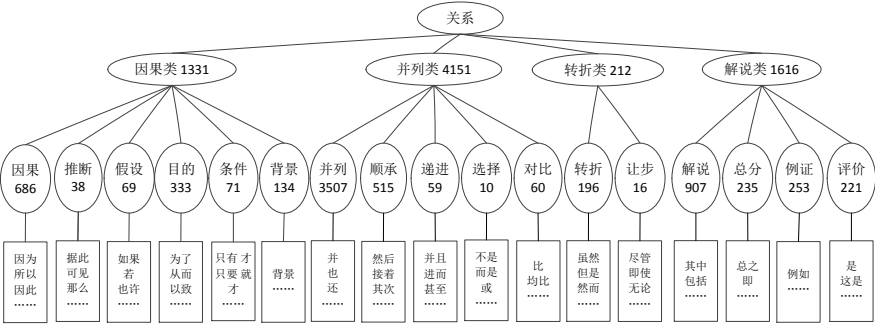 关系
因果类 1331
并列类 4151
转折类 212
解说类 1616
因果
686
推断
38
假设
69
目的
333
条件
71
背景
134
并列
3507
顺承
515
递进
59
选择
10
对比
60
转折
196
让步
16
解说
907
总分
235
例证
253
评价
221
因为
所以
因此
……
据此
可见
那么
……
如果
若
也许
……
为了
从而
以致
……
只有 才
只要 就
才
……
背景
……
并
也
还
……
然后
接着
其次
……
并且
进而
甚至
……
不是
而是
或
……
比
均比
……
虽然
但是
然而
……
尽管
即使
无论
……
其中
包括
……
总之
即
……
例如
……
是
这是
……